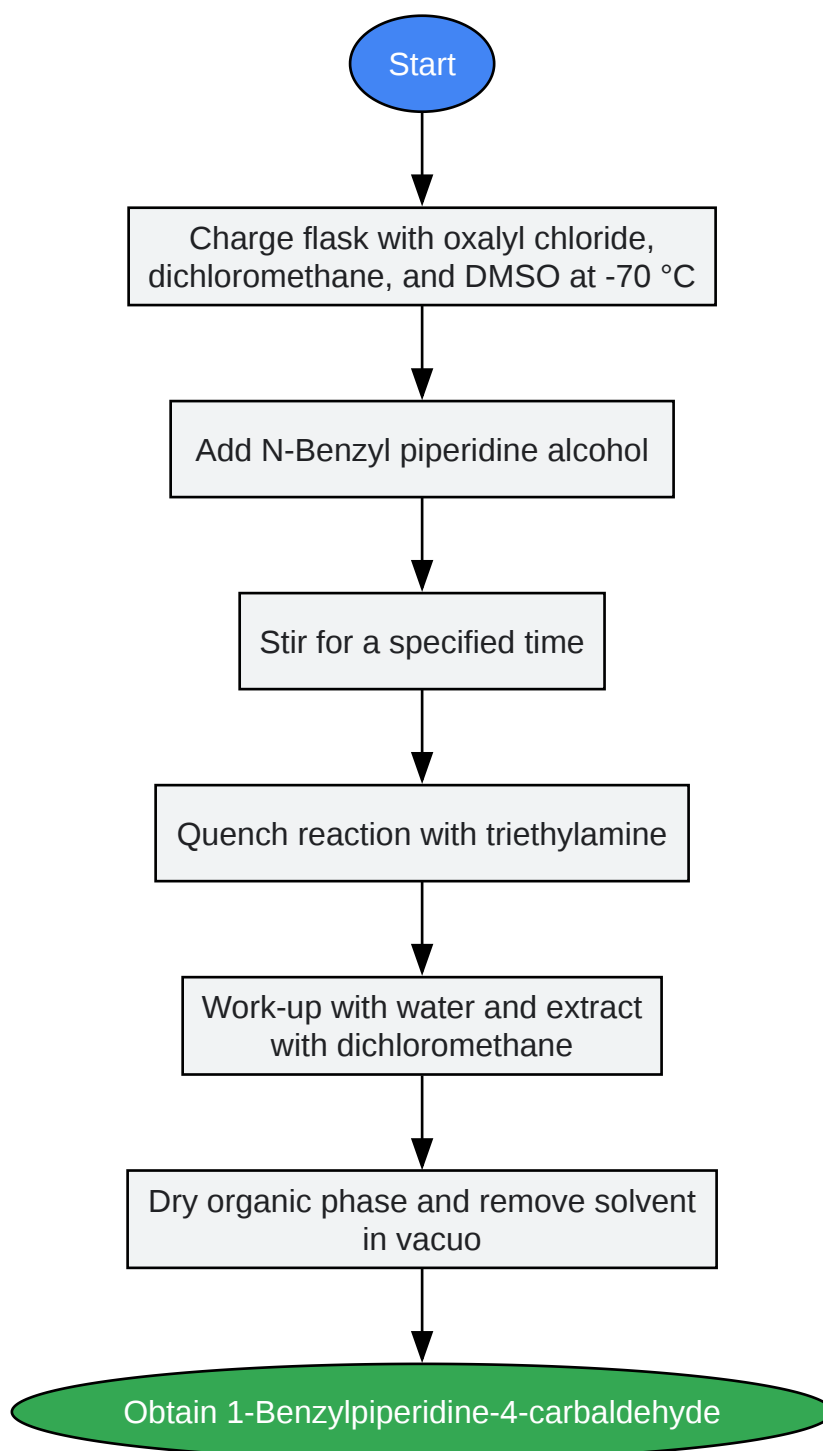 Start
Charge flask with oxalyl chloride,
dichloromethane, and DMSO at -70 °C
Add N-Benzyl piperidine alcohol
Stir for a specified time
Quench reaction with triethylamine
Work-up with water and extract
with dichloromethane
Dry organic phase and remove solvent
in vacuo
Obtain 1-Benzylpiperidine-4-carbaldehyde